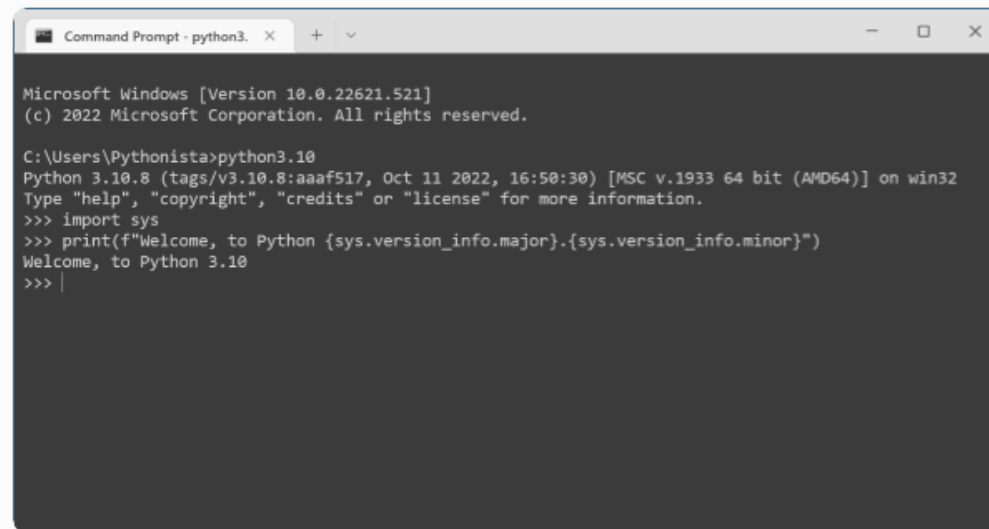 Command Prompt - python3.
Microsoft Windows [Version 10.0.22621.521]
(c) 2022 Microsoft Corporation. All rights reserved.
C:\Users\Pythonista>python3.10
Python 3.10.8 (tags/v3.10.8:aaaf517, Oct 11 2022, 16:50:30) [MSC v.1933 64 bit (AMD64)] on win32
Type "help", "copyright", "credits" or "license" for more information.
>>> import sys
>>> print(f"Welcome, to Python {sys.version_info.major}.{sys.version_info.minor}")
Welcome, to Python 3.10
>>>